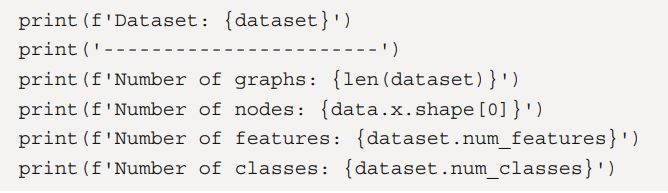 print(f'Dataset: {dataset}')
print('-----------------------')
print(f'Number of graphs: {len(dataset)}')
print(f'Number of nodes: {data.x.shape[0]}')
print(f'Number of features: {dataset.num_features}')
print(f'Number of classes: {dataset.num_classes}')